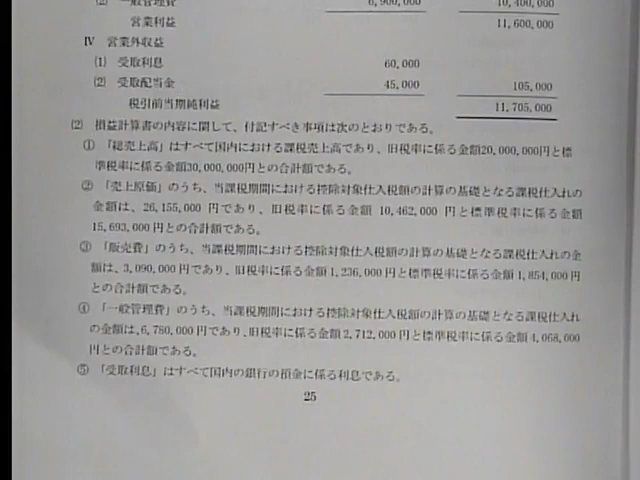 (2) 一般管理費 6,900,000 10,400,000
営業利益 11,600,000
Ⅳ 営業外収益
(1) 受取利息 60,000
(2) 受取配当金 45,000 105,000
税引前当期純利益 11,705,000
(2) 損益計算書の内容に関して、付記すべき事項は次のとおりである。
① 「総売上高」はすべて国内における課税売上高であり、旧税率に係る金額20,000,000円と標
準税率に係る金額30,000,000円との合計額である。
② 「売上原価」のうち、当課税期間における控除対象仕入税額の計算の基礎となる課税仕入れの
金額は、26,155,000 円であり、旧税率に係る金額 10,462,000 円と標準税率に係る金額
15,693,000円との合計額である。
③ 「販売費」のうち、当課税期間における控除対象仕入税額の計算の基礎となる課税仕入れの金
額は、3,090,000円であり、旧税率に係る金額1,236,000円と標準税率に係る金額1,854,000円
との合計額である。
④ 「一般管理費」のうち、当課税期間における控除対象仕入税額の計算の基礎となる課税仕入れ
の金額は、6,780,000円であり、旧税率に係る金額2,712,000円と標準税率に係る金額4,068,000
円との合計額である。
⑤ 「受取利息」はすべて国内の銀行の預金に係る利息である。
25